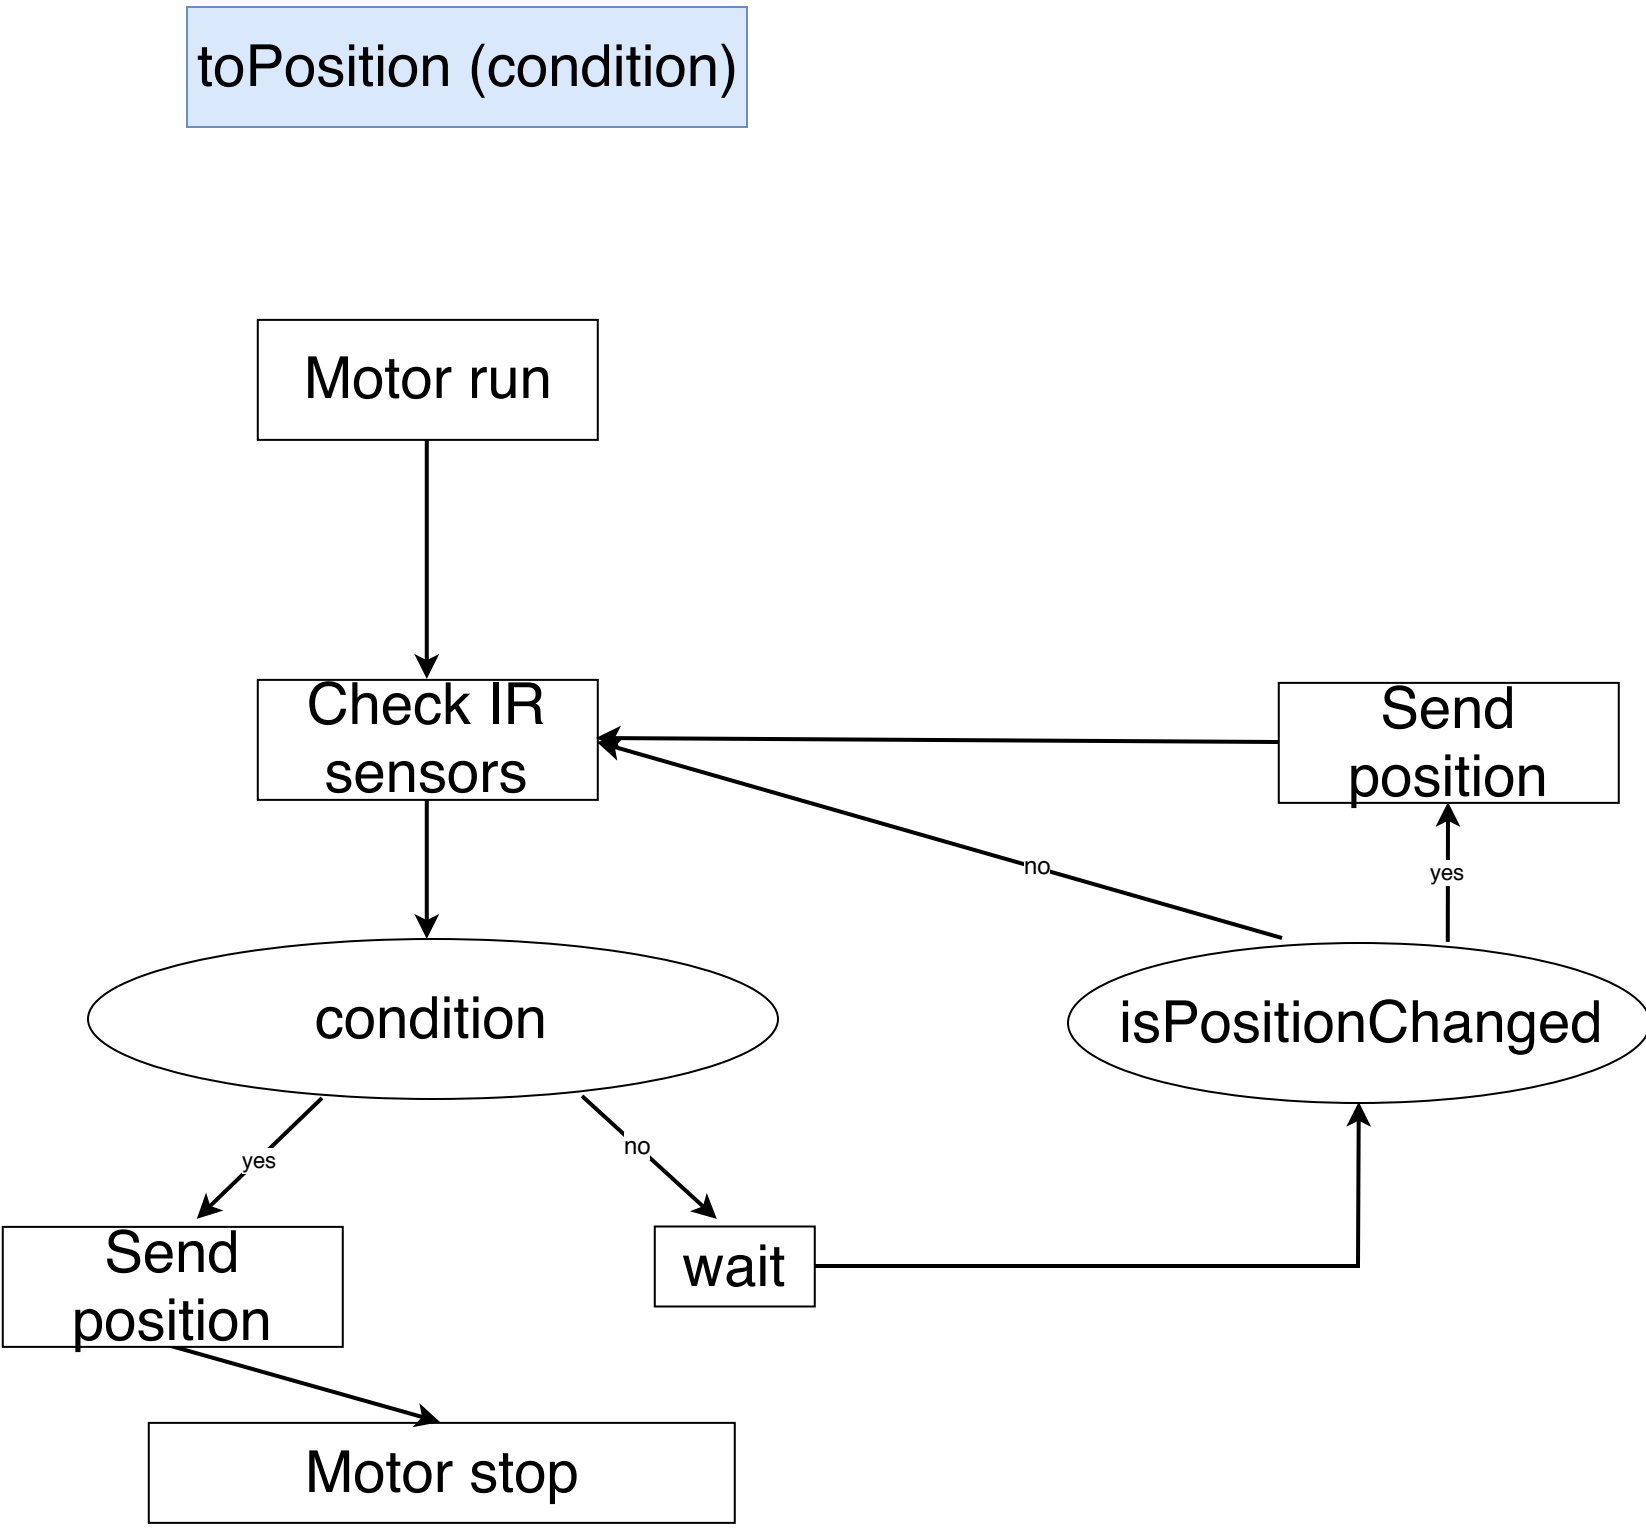 toPosition (condition)
Motor run
Check IR
sensors
Send
position
no
yes
condition
isPositionChanged
yes
no
Send
position
wait
Motor stop